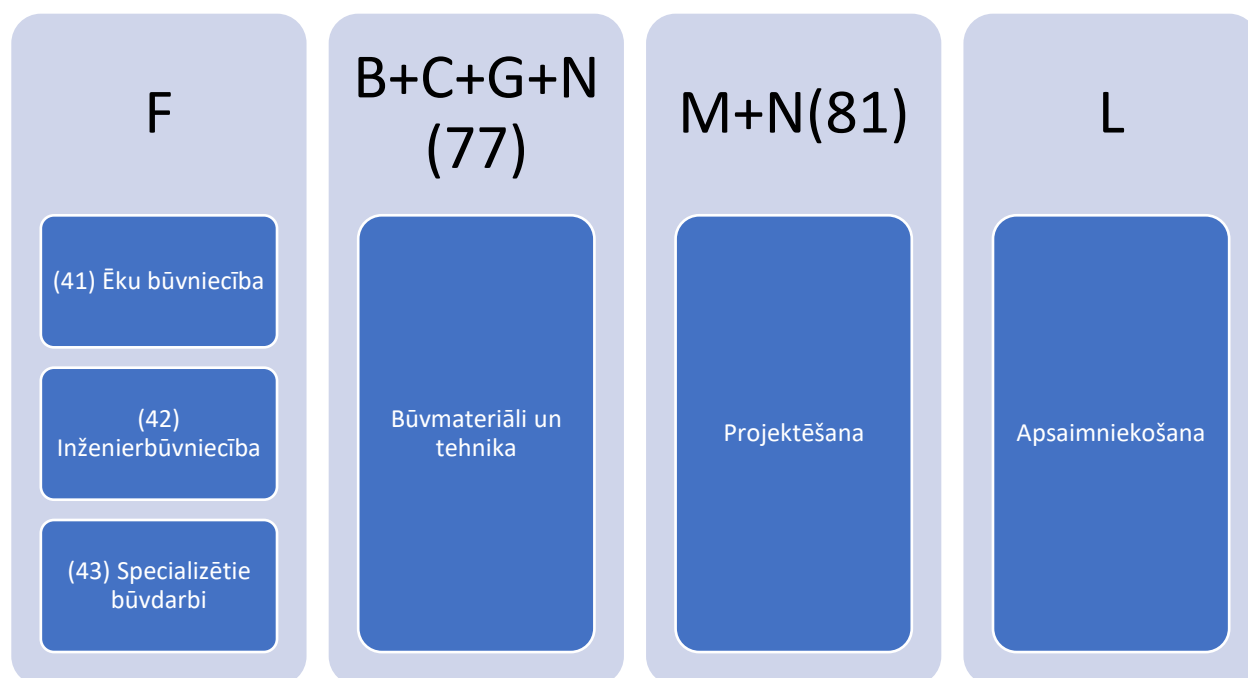 F
(41) Ēku būvniecība
(42)
Inženierbūvniecība
(43) Specializētie
būvdarbi
B+C+G+N
(77)
Būvmateriāli un
tehnika
M+N(81)
Projektēšana
L
Apsaimniekošana